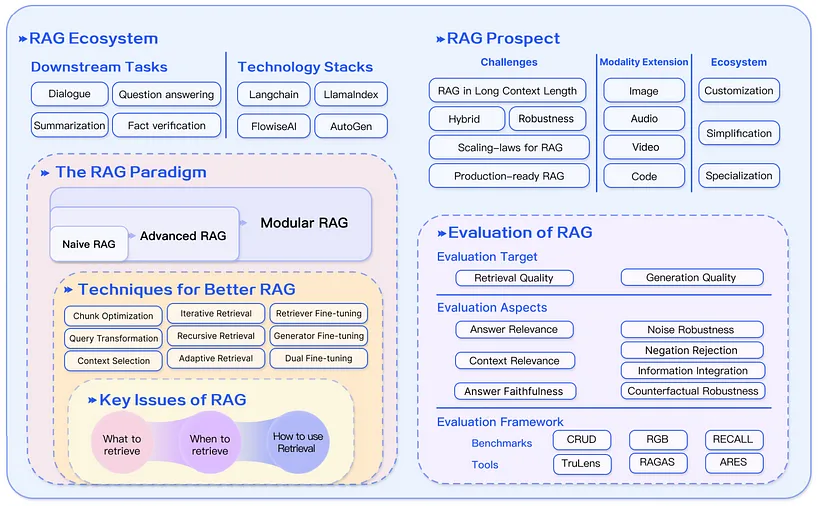 RAG Ecosystem
Downstream Tasks
Dialogue
Question answering
Summarization
Fact verification
Technology Stacks
Langchain
LlamaIndex
FlowiseAI
AutoGen
The RAG Paradigm
Naive RAG
Advanced RAG
Modular RAG
Techniques for Better RAG
Chunk Optimization
Iterative Retrieval
Retriever Fine-tuning
Query Transformation
Recursive Retrieval
Generator Fine-tuning
Context Selection
Adaptive Retrieval
Dual Fine-tuning
Key Issues of RAG
What to
retrieve
When to
retrieve
How to use
Retrieval
RAG Prospect
Challenges
RAG in Long Context Length
Hybrid
Robustness
Scaling-laws for RAG
Production-ready RAG
Modality Extension
Image
Audio
Video
Code
Ecosystem
Customization
Simplification
Specialization
Evaluation of RAG
Evaluation Target
Retrieval Quality
Generation Quality
Evaluation Aspects
Answer Relevance
Context Relevance
Answer Faithfulness
Noise Robustness
Negation Rejection
Information Integration
Counterfactual Robustness
Evaluation Framework
Benchmarks
CRUD
RGB
RECALL
Tools
TruLens
RAGAS
ARES